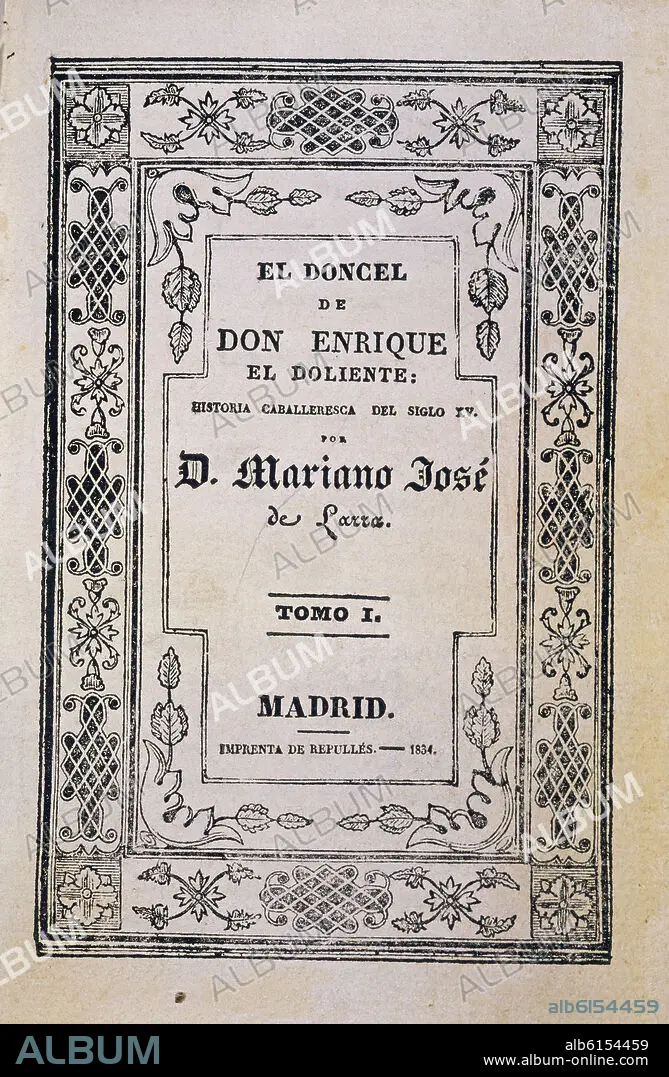 EL DONCEL
DE
DON ENRIQUE
EL DOLIENTE:
HISTORIA CABALLERESCA DEL SIGLO XV.
POR
D. Mariano José
de Larra.
TOMO I.
MADRID.
IMPRENTA DE REPULLÉS. — 1834.
alb6154459
ALBUM
alb6154459
www.album-online.com